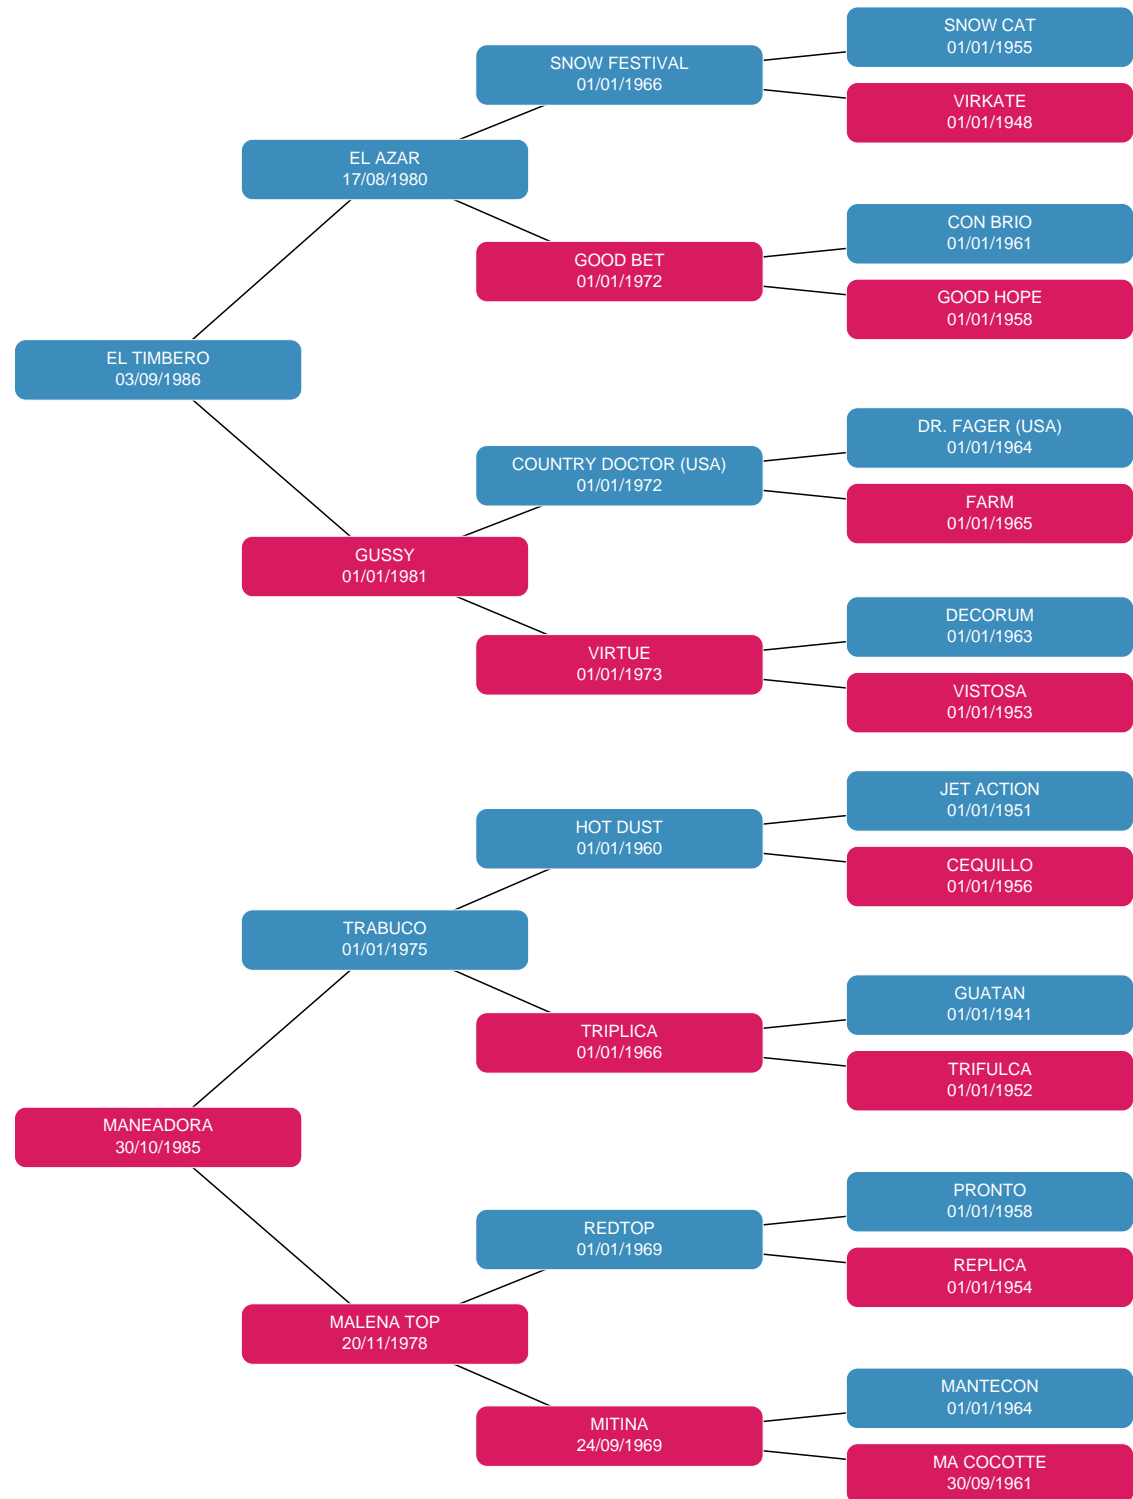 SNOW CAT
01/01/1955
SNOW FESTIVAL
01/01/1966
VIRKATE
01/01/1948
EL AZAR
17/08/1980
CON BRIO
01/01/1961
GOOD BET
01/01/1972
GOOD HOPE
01/01/1958
EL TIMBERO
03/09/1986
DR. FAGER (USA)
01/01/1964
COUNTRY DOCTOR (USA)
01/01/1972
FARM
01/01/1965
GUSSY
01/01/1981
DECORUM
01/01/1963
VIRTUE
01/01/1973
VISTOSA
01/01/1953
JET ACTION
01/01/1951
HOT DUST
01/01/1960
CEQUILLO
01/01/1956
TRABUCO
01/01/1975
GUATAN
01/01/1941
TRIPLICA
01/01/1966
TRIFULCA
01/01/1952
MANEADORA
30/10/1985
PRONTO
01/01/1958
REDTOP
01/01/1969
REPLICA
01/01/1954
MALENA TOP
20/11/1978
MANTECON
01/01/1964
MITINA
24/09/1969
MA COCOTTE
30/09/1961